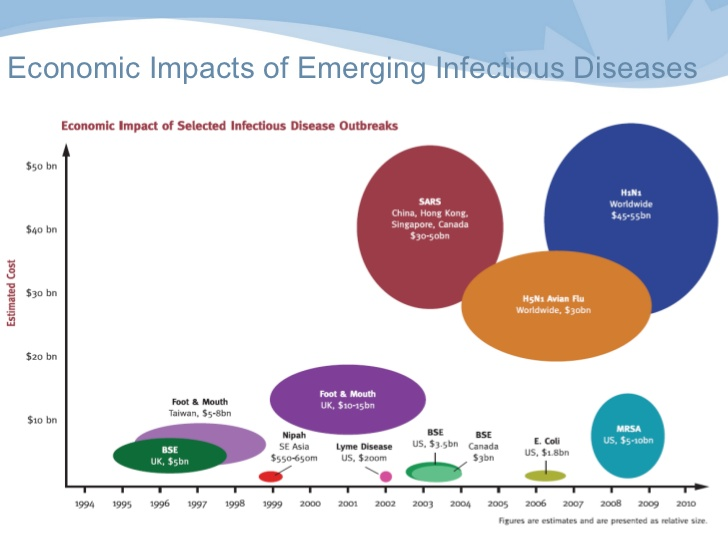 Economic Impacts of Emerging Infectious Diseases
Economic Impact of Selected Infectious Disease Outbreaks
Estimated Cost
$50 bn
$40 bn
$30 bn
$20 bn
$10 bn
SARS
China, Hong Kong,
Singapore, Canada
$30-50bn
H1N1
Worldwide
$45-55bn
H5N1 Avian Flu
Worldwide, $30bn
Foot & Mouth
Taiwan, $5-8bn
BSE
UK, $5bn
Foot & Mouth
UK, $10-15bn
Nipah
SE Asia
$550-650m
Lyme Disease
US, $200m
BSE
US, $3.5bn
BSE
Canada
$3bn
E. Coli
US, $1.8bn
MRSA
US, $5-10bn
1994 1995 1996 1997 1998 1999 2000 2001 2002 2003 2004 2005 2006 2007 2008 2009 2010
Figures are estimates and are presented as relative size.